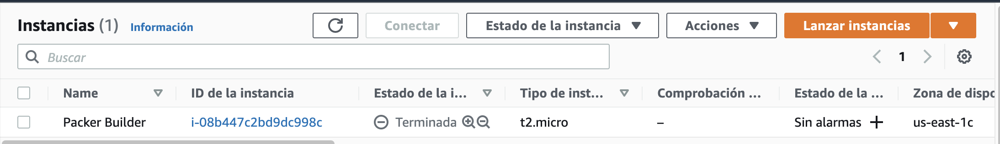 Instancias (1) Información Conectar Estado de la instancia Acciones Lanzar instancias
Buscar 1
Name ID de la instancia Estado de la i... Tipo de inst... Comprobación ... Estado de la ... Zona de dispo
Packer Builder i-08b447c2bd9dc998c Terminada t2.micro – Sin alarmas + us-east-1c